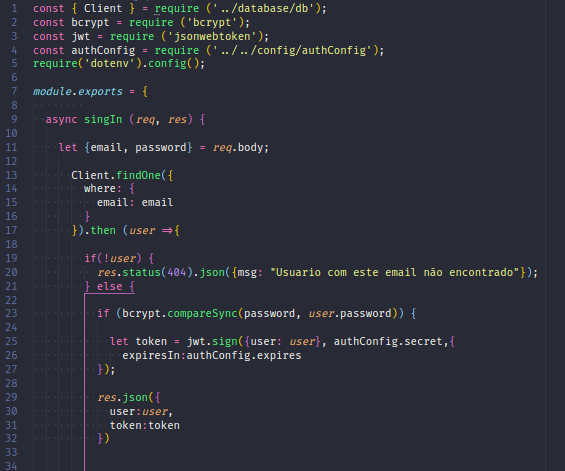 1 const { Client } = require ('../database/db');
2 const bcrypt = require ('bcrypt');
3 const jwt = require ('jsonwebtoken');
4 const authConfig = require ('../../config/authConfig');
5 require('dotenv').config();
6
7 module.exports = {
8
9 async singIn (req, res) {
10
11 let {email, password} = req.body;
12
13 Client.findOne({
14 where: {
15 email: email
16 }
17 }).then (user =>{
18
19 if(!user) {
20 res.status(404).json({msg: "Usuario com este email não encontrado"});
21 } else {
22
23 if (bcrypt.compareSync(password, user.password)) {
24
25 let token = jwt.sign({user: user}, authConfig.secret,{
26 expiresIn:authConfig.expires
27 });
28
29 res.json({
30 user:user,
31 token:token
32 })
33
34